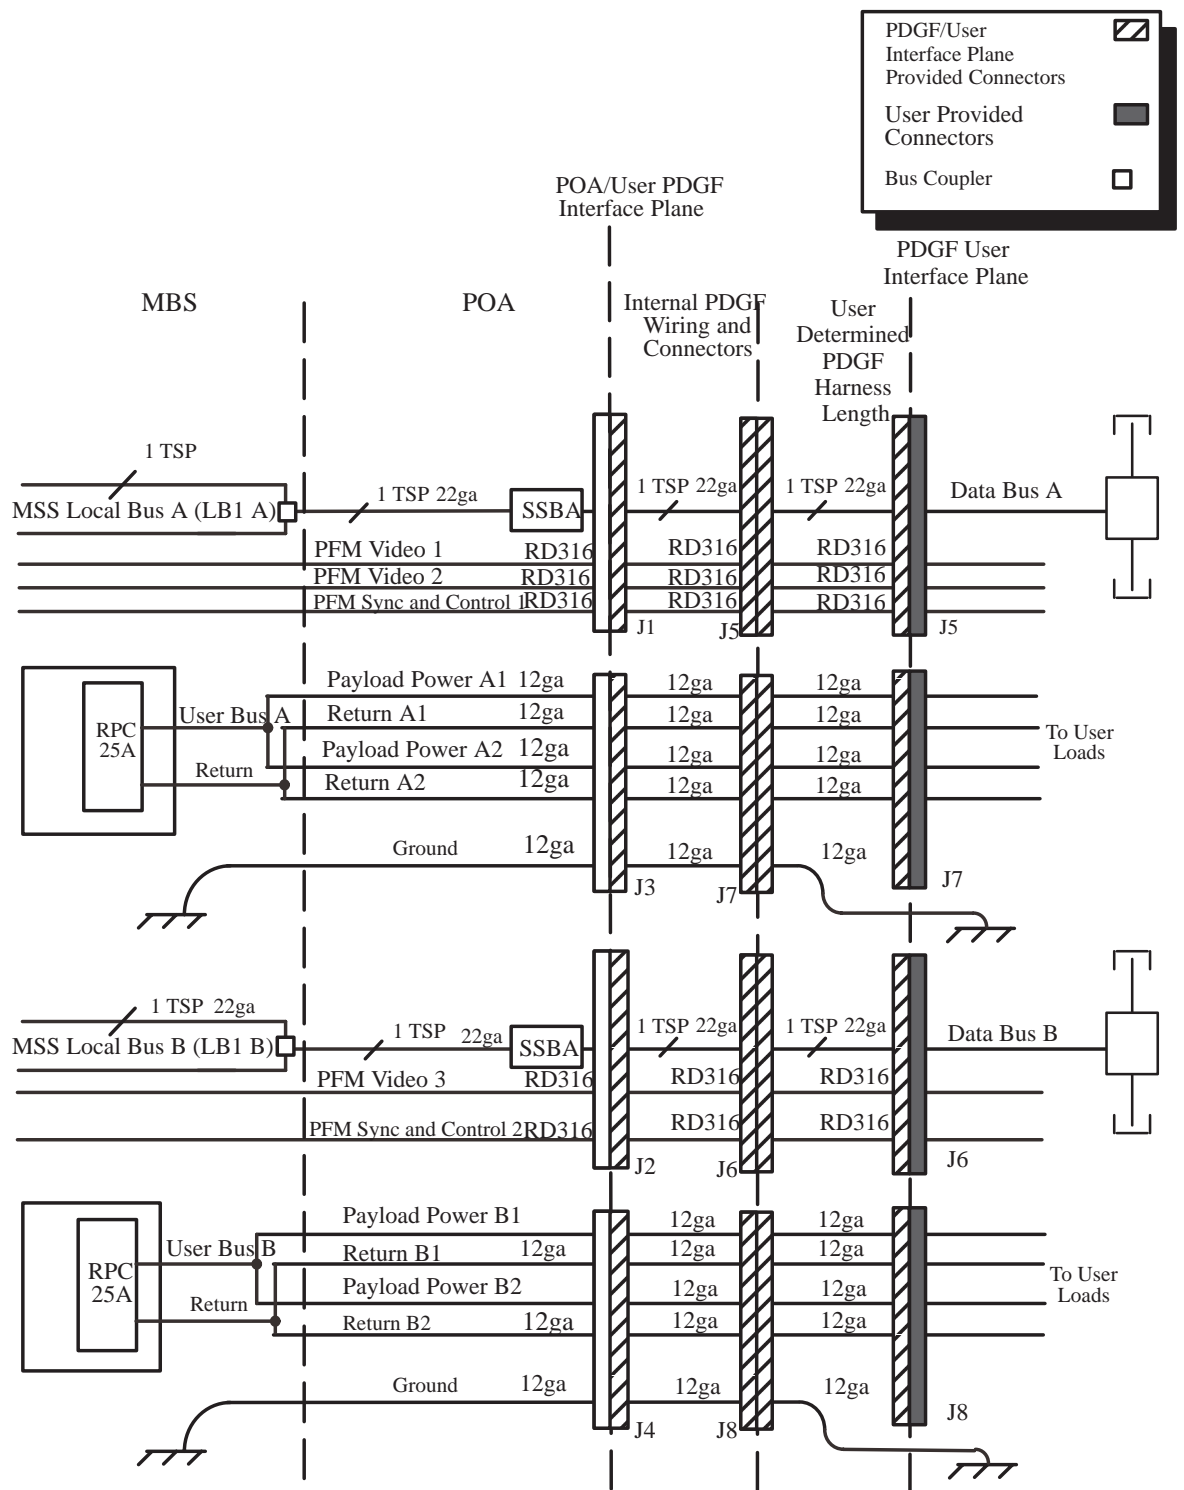 PDGF/User
Interface Plane
Provided Connectors
User Provided
Connectors
Bus Coupler
POA/User PDGF
Interface Plane
PDGF User
Interface Plane
MBS
POA
Internal PDGF
Wiring and
Connectors
User
Determined
PDGF
Harness
Length
1 TSP
MSS Local Bus A (LB1 A)
1 TSP 22ga
SSBA
1 TSP 22ga
1 TSP 22ga
Data Bus A
PFM Video 1 RD316 RD316 RD316
PFM Video 2 RD316 RD316 RD316
PFM Sync and Control 1 RD316 RD316 RD316
J1 J5 J5
Payload Power A1 12ga 12ga 12ga
RPC
25A
User Bus A
Return A1 12ga 12ga 12ga
To User
Loads
Payload Power A2 12ga 12ga 12ga
Return
Return A2 12ga 12ga 12ga
Ground 12ga 12ga 12ga
J3 J7 J7
1 TSP 22ga
MSS Local Bus B (LB1 B)
1 TSP 22ga
SSBA
1 TSP 22ga
1 TSP 22ga
Data Bus B
PFM Video 3 RD316 RD316 RD316
PFM Sync and Control 2 RD316 RD316 RD316
J2 J6 J6
Payload Power B1 12ga 12ga
RPC
25A
User Bus B
Return B1 12ga 12ga 12ga
To User
Loads
Payload Power B2 12ga 12ga
Return
Return B2 12ga 12ga 12ga
Ground 12ga 12ga 12ga
J4 J8 J8